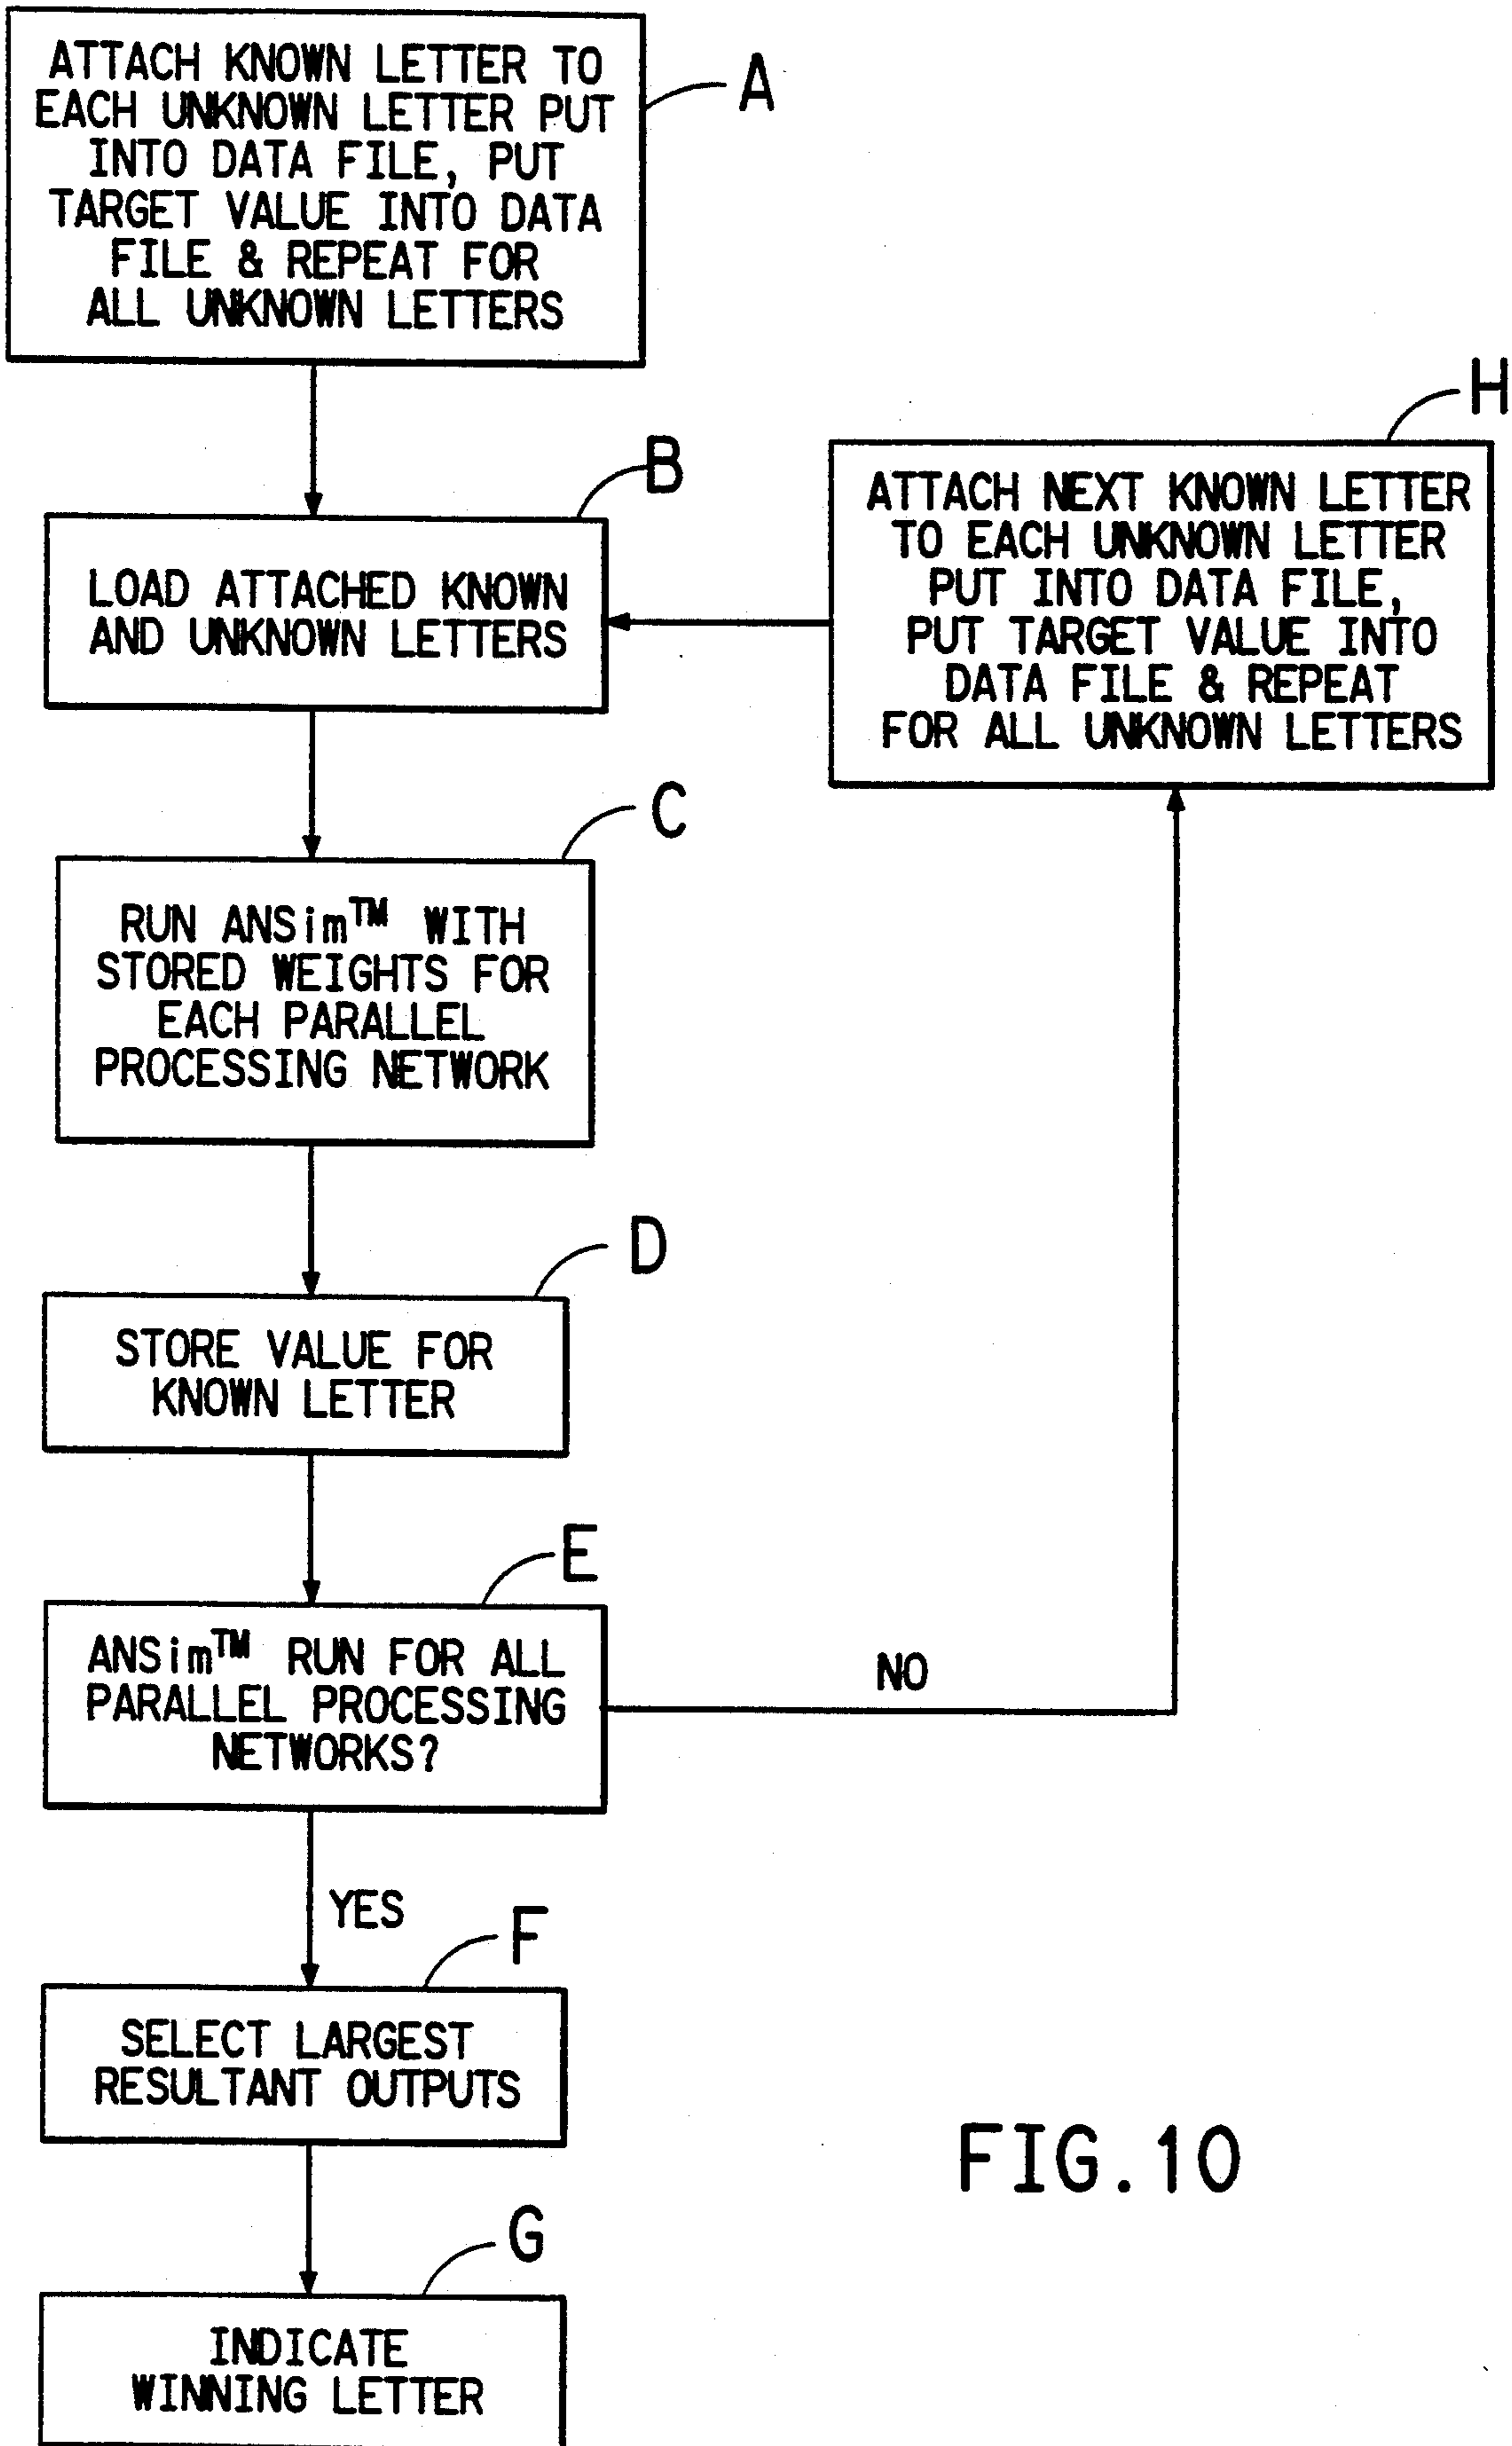 ATTACH KNOWN LETTER TO
EACH UNKNOWN LETTER PUT
INTO DATA FILE, PUT
TARGET VALUE INTO DATA
FILE & REPEAT FOR
ALL UNKNOWN LETTERS
A
B
LOAD ATTACHED KNOWN
AND UNKNOWN LETTERS
H
ATTACH NEXT KNOWN LETTER
TO EACH UNKNOWN LETTER
PUT INTO DATA FILE,
PUT TARGET VALUE INTO
DATA FILE & REPEAT
FOR ALL UNKNOWN LETTERS
C
RUN ANSim™ WITH
STORED WEIGHTS FOR
EACH PARALLEL
PROCESSING NETWORK
D
STORE VALUE FOR
KNOWN LETTER
E
ANSim™ RUN FOR ALL
PARALLEL PROCESSING
NETWORKS?
NO
YES
F
SELECT LARGEST
RESULTANT OUTPUTS
G
INDICATE
WINNING LETTER
FIG.10